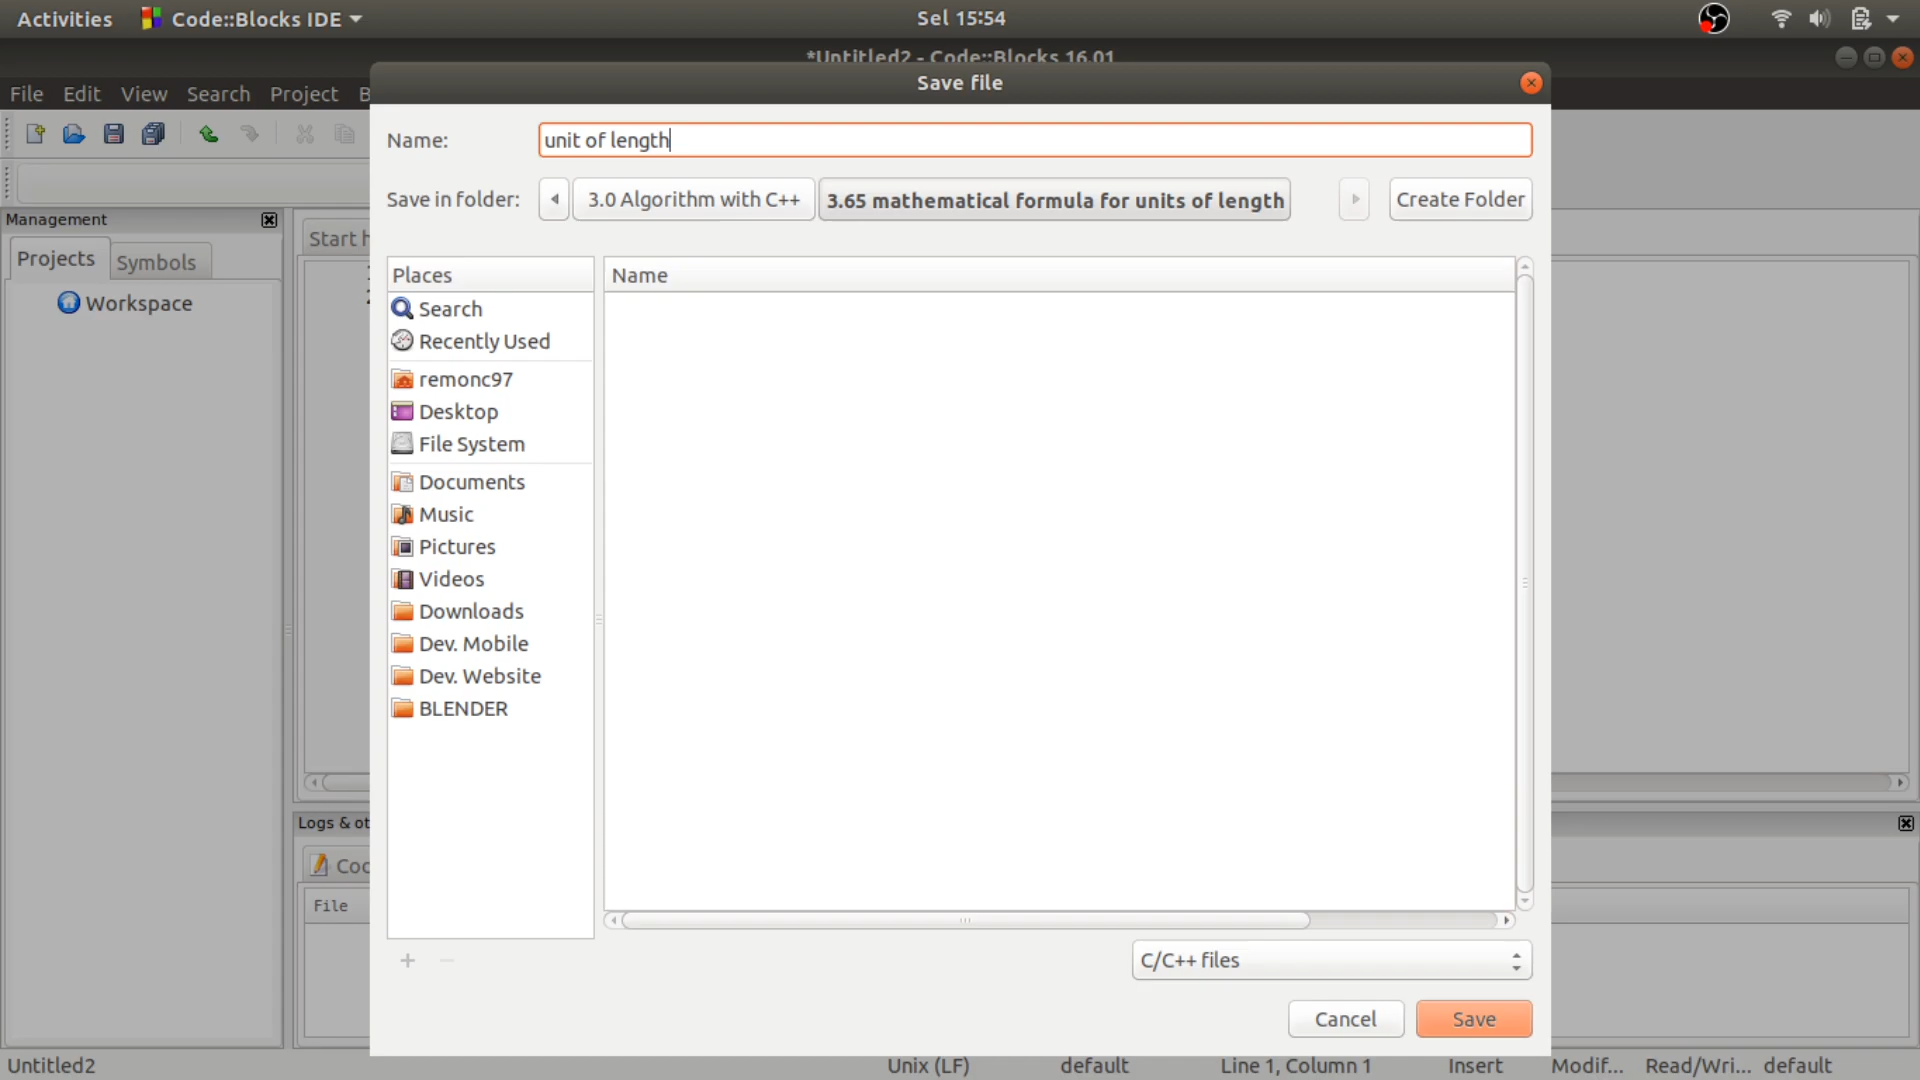 Activities Code::Blocks IDE Sel 15:54
*Untitled2 - Code::Blocks 16.01
Save file
File Edit View Search Project B
Name: unit of length
Save in folder: 3.0 Algorithm with C++ 3.65 mathematical formula for units of length Create Folder
Management
Projects Symbols
Start h
Workspace
Places
Name
Search
Recently Used
remonc97
Desktop
File System
Documents
Music
Pictures
Videos
Downloads
Dev. Mobile
Dev. Website
BLENDER
Logs & ot
File
C/C++ files
Cancel Save
Untitled2 Unix (LF) default Line 1, Column 1 Insert Modif... Read/Wri... default